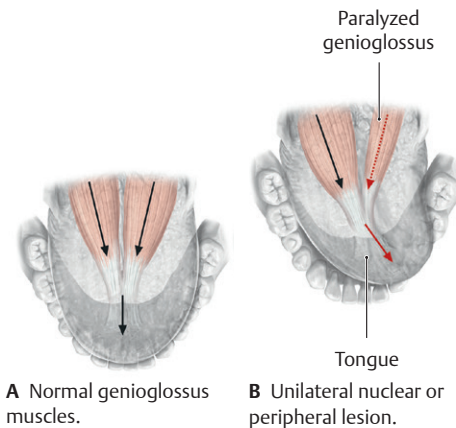 Paralyzed
genioglossus
Tongue
A Normal genioglossus
muscles.
B Unilateral nuclear or
peripheral lesion.